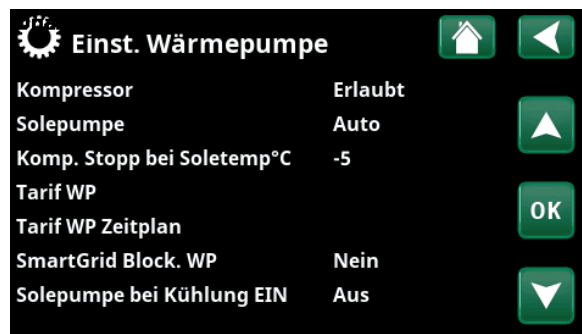 Einst. Wärmepumpe
Kompressor Erlaubt
Solepumpe Auto
Komp. Stopp bei Soletemp°C -5
Tarif WP
Tarif WP Zeitplan
OK
SmartGrid Block. WP Nein
Solepumpe bei Kühlung EIN Aus